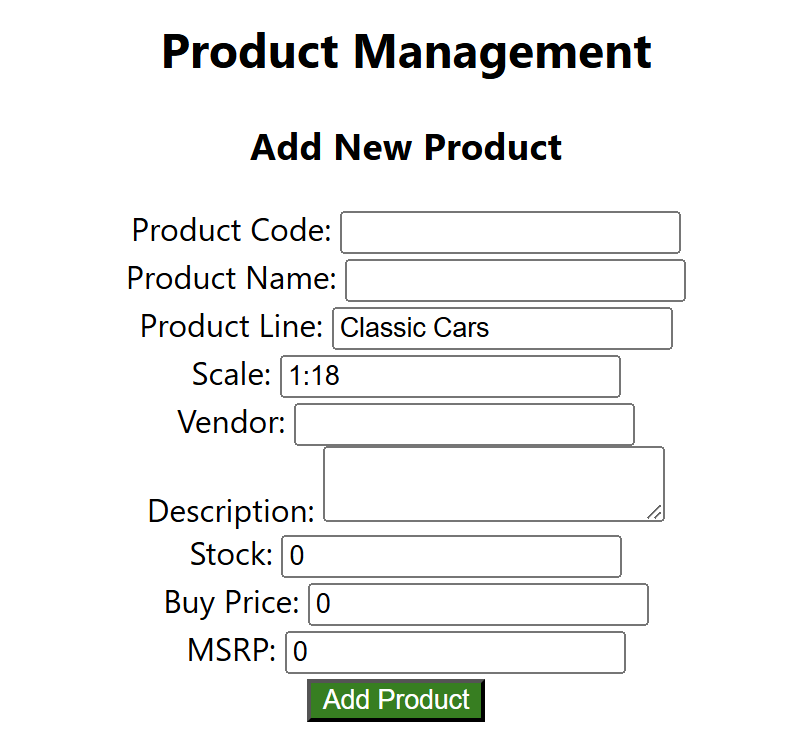 Product Management
Add New Product
Product Code:
Product Name:
Product Line: Classic Cars
Scale: 1:18
Vendor:
Description:
Stock: 0
Buy Price: 0
MSRP: 0
Add Product